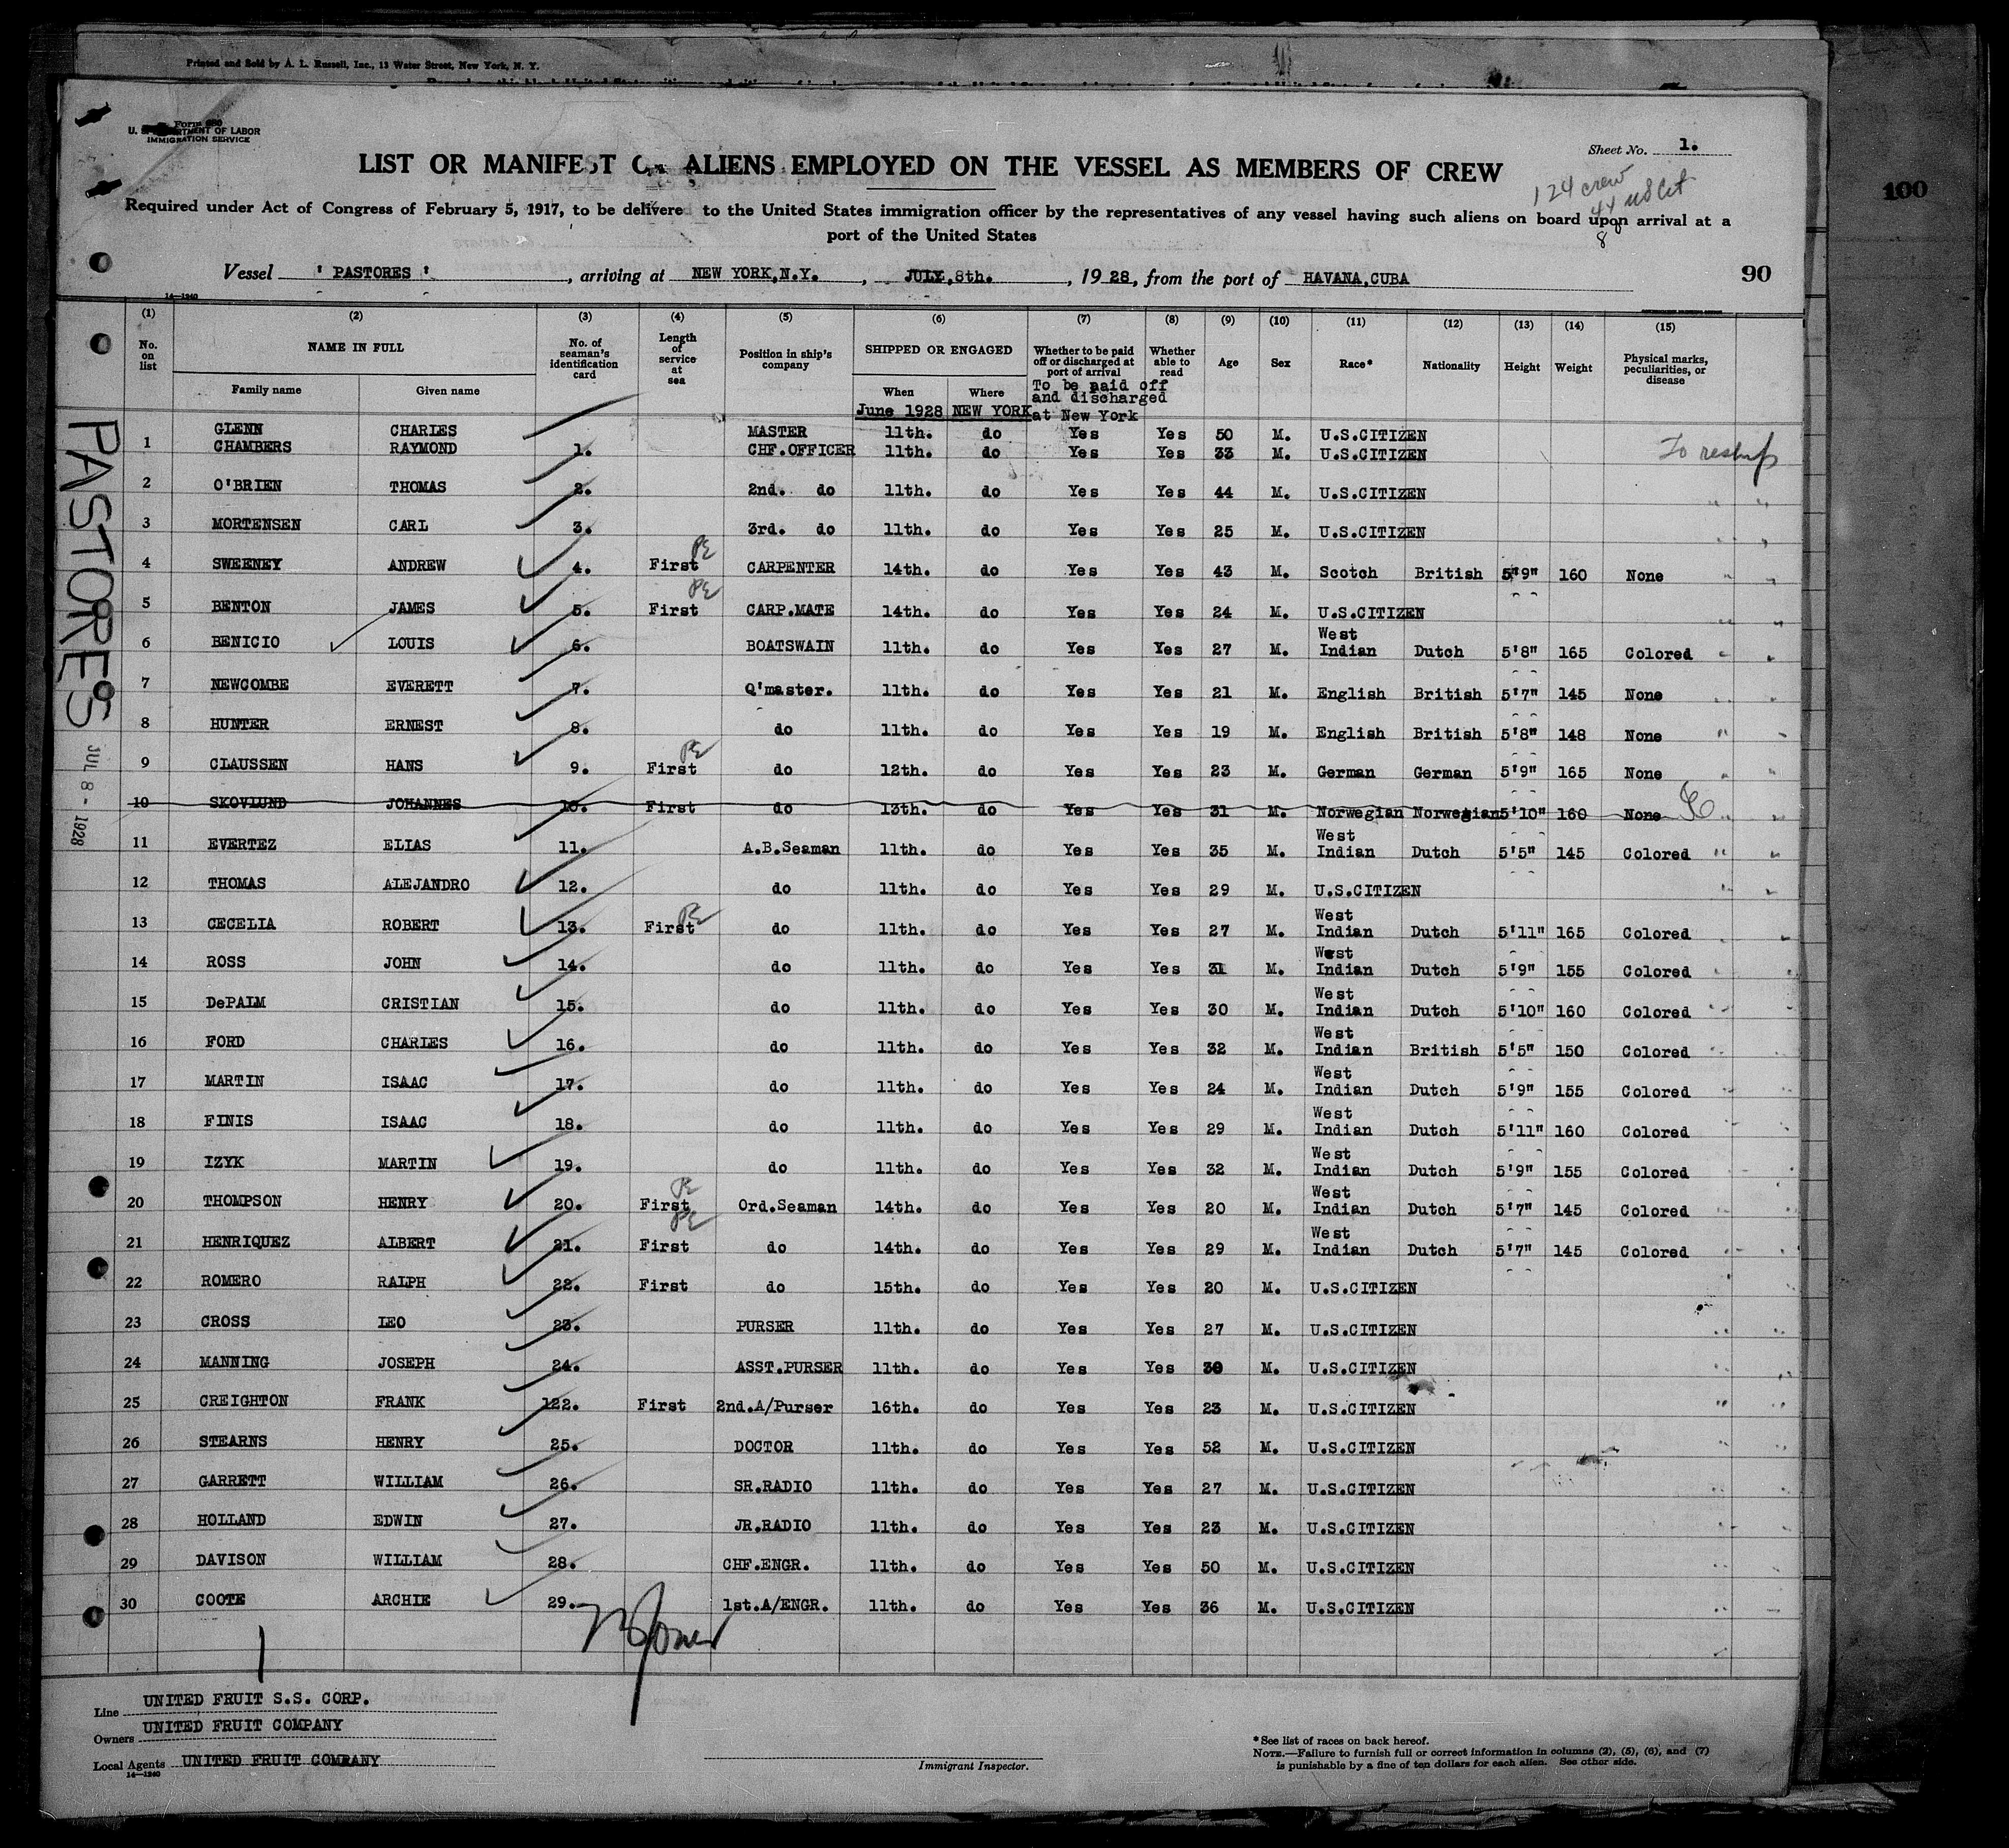 Printed and Sold by A. L. Russell, Inc., 13 Water Street, New York, N. Y.
Form 680
U. S. DEPARTMENT OF LABOR
IMMIGRATION SERVICE
Sheet No. 1.
LIST OR MANIFEST OF ALIENS EMPLOYED ON THE VESSEL AS MEMBERS OF CREW
124 crew
44 us Cit
8
100
Required under Act of Congress of February 5, 1917, to be delivered to the United States immigration officer by the representatives of any vessel having such aliens on board upon arrival at a
port of the United States
Vessel ' PASTORES ' , arriving at NEW YORK,N.Y. , JULY,8th. , 1928, from the port of HAVANA,CUBA
90
14—1240
(1) (2) (3) (4) (5) (6) (7) (8) (9) (10) (11) (12) (13) (14) (15)
No. on list
NAME IN FULL
Family name Given name
No. of seaman's identification card
Length of service at sea
Position in ship's company
SHIPPED OR ENGAGED
When Where
Whether to be paid off or discharged at port of arrival
Whether able to read
Age Sex Race* Nationality Height Weight
Physical marks, peculiarities, or disease
To be paid off
and discharged
June 1928 NEW YORK at New York
GLENN CHARLES MASTER 11th. do Yes Yes 50 M. U.S.CITIZEN
1 CHAMBERS RAYMOND 1. CHF.OFFICER 11th. do Yes Yes 33 M. U.S.CITIZEN To reship
2 O'BRIEN THOMAS 2. 2nd. do 11th. do Yes Yes 44 M. U.S.CITIZEN " "
3 MORTENSEN CARL 3. 3rd. do 11th. do Yes Yes 25 M. U.S.CITIZEN
4 SWEENEY ANDREW 4. First PE CARPENTER 14th. do Yes Yes 43 M. Scotch British 5'9" 160 None
5 BENTON JAMES 5. First PE CARP.MATE 14th. do Yes Yes 24 M. U.S.CITIZEN
6 BENICIO LOUIS 6. BOATSWAIN 11th. do Yes Yes 27 M. West Indian Dutch 5'8" 165 Colored
7 NEWCOMBE EVERETT 7. Q'master. 11th. do Yes Yes 21 M. English British 5'7" 145 None
8 HUNTER ERNEST 8. do 11th. do Yes Yes 19 M. English British 5'8" 148 None
9 CLAUSSEN HANS 9. First PE do 12th. do Yes Yes 23 M. German German 5'9" 165 None
10 SKOVLUND JOHANNES 10. First do 13th. do Yes Yes 31 M. Norwegian Norwegian 5'10" 160 None
11 EVERTEZ ELIAS 11. A.B.Seaman 11th. do Yes Yes 35 M. West Indian Dutch 5'5" 145 Colored
12 THOMAS ALEJANDRO 12. do 11th. do Yes Yes 29 M. U.S.CITIZEN
13 CECELIA ROBERT 13. First PE do 11th. do Yes Yes 27 M. West Indian Dutch 5'11" 165 Colored
14 ROSS JOHN 14. do 11th. do Yes Yes 31 M. West Indian Dutch 5'9" 155 Colored
15 DePALM CRISTIAN 15. do 11th. do Yes Yes 30 M. West Indian Dutch 5'10" 160 Colored
16 FORD CHARLES 16. do 11th. do Yes Yes 32 M. West Indian British 5'5" 150 Colored
17 MARTIN ISAAC 17. do 11th. do Yes Yes 24 M. West Indian Dutch 5'9" 155 Colored
18 FINIS ISAAC 18. do 11th. do Yes Yes 29 M. West Indian Dutch 5'11" 160 Colored
19 IZYK MARTIN 19. do 11th. do Yes Yes 32 M. West Indian Dutch 5'9" 155 Colored
20 THOMPSON HENRY 20. First PE Ord.Seaman 14th. do Yes Yes 20 M. West Indian Dutch 5'7" 145 Colored
21 HENRIQUEZ ALBERT 21. First PE do 14th. do Yes Yes 29 M. West Indian Dutch 5'7" 145 Colored
22 ROMERO RALPH 22. First do 15th. do Yes Yes 20 M. U.S.CITIZEN
23 CROSS LEO 23. PURSER 11th. do Yes Yes 27 M. U.S.CITIZEN
24 MANNING JOSEPH 24. ASST.PURSER 11th. do Yes Yes 30 M. U.S.CITIZEN
25 CREIGHTON FRANK 122. First 2nd.A/Purser 16th. do Yes Yes 23 M. U.S.CITIZEN
26 STEARNS HENRY 25. DOCTOR 11th. do Yes Yes 52 M. U.S.CITIZEN
27 GARRETT WILLIAM 26. SR.RADIO 11th. do Yes Yes 27 M. U.S.CITIZEN
28 HOLLAND EDWIN 27. JR.RADIO 11th. do Yes Yes 23 M. U.S.CITIZEN
29 DAVISON WILLIAM 28. CHF.ENGR. 11th. do Yes Yes 50 M. U.S.CITIZEN
30 COOTE ARCHIE 29. 1st.A/ENGR. 11th. do Yes Yes 36 M. U.S.CITIZEN
PASTORES
JUL 8 - 1928
Line UNITED FRUIT S.S. CORP.
Owners UNITED FRUIT COMPANY
Local Agents UNITED FRUIT COMPANY
14—1240
Immigrant Inspector.
*See list of races on back hereof.
NOTE.—Failure to furnish full or correct information in columns (2), (5), (6), and (7)
is punishable by a fine of ten dollars for each alien. See other side.